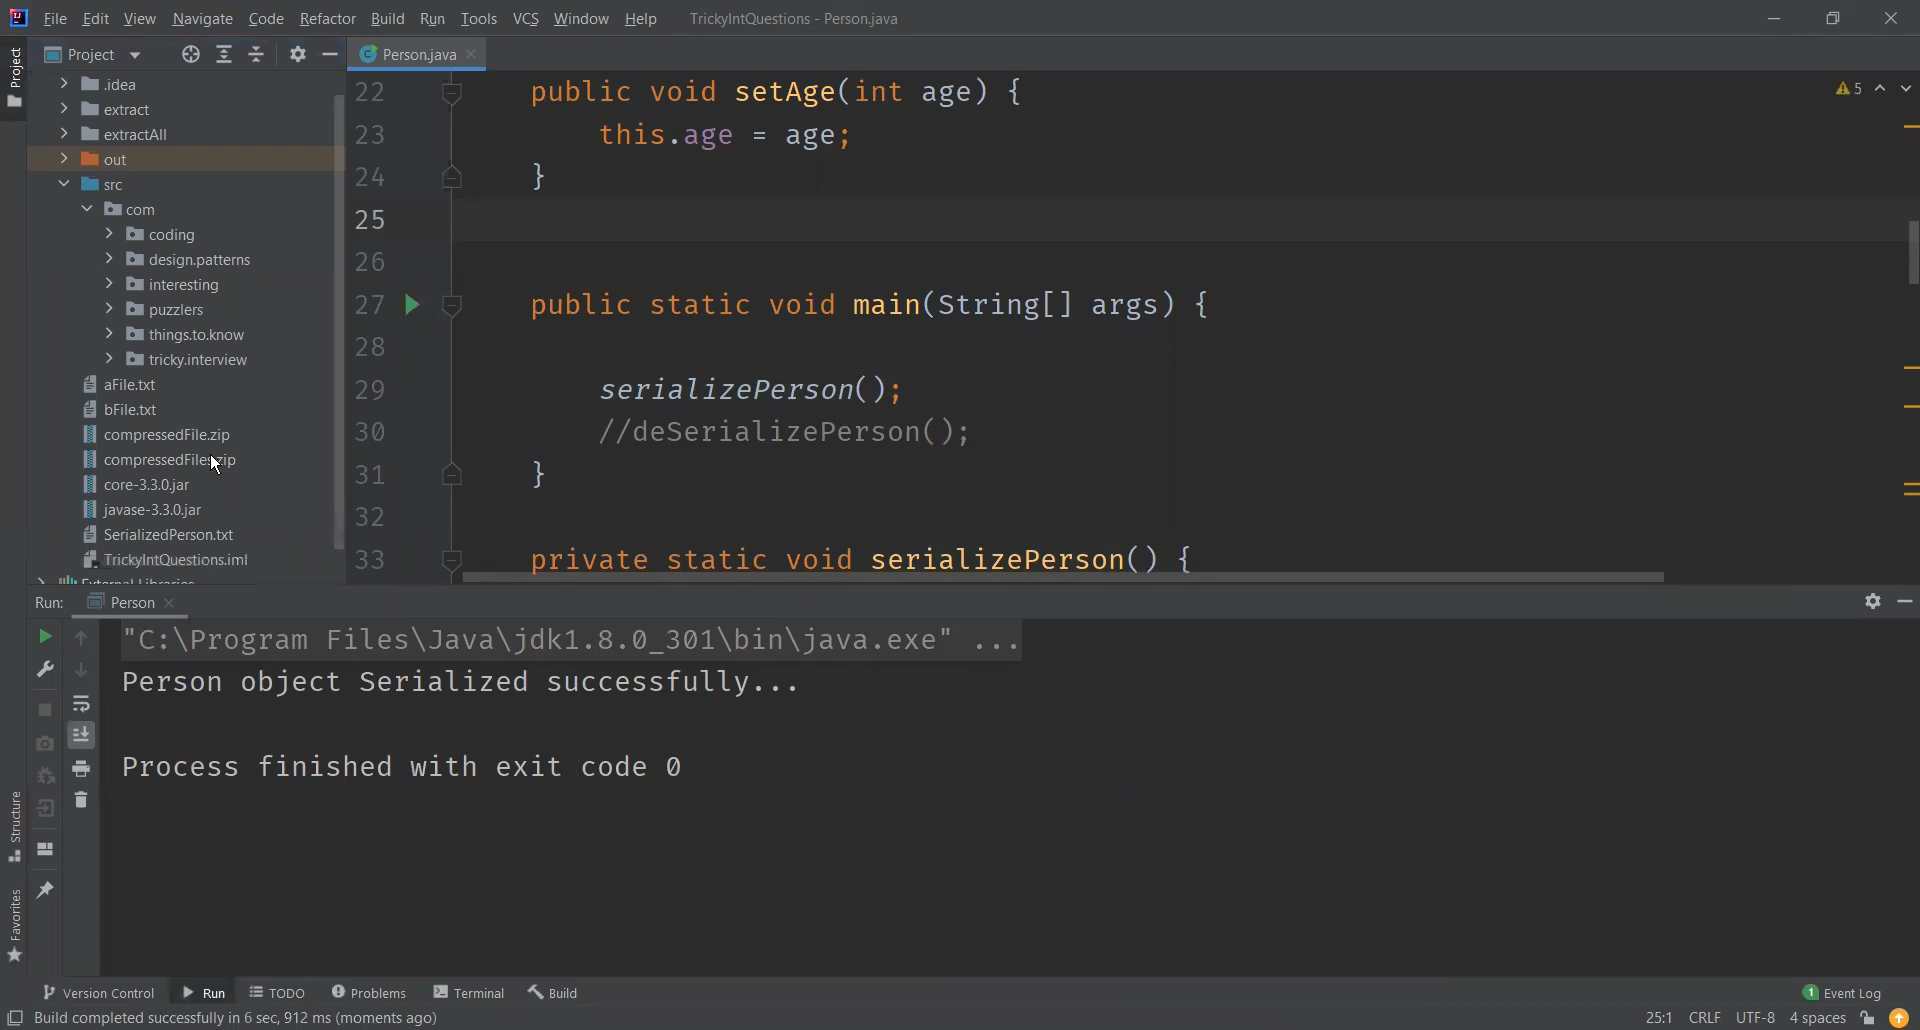 File Edit View Navigate Code Refactor Build Run Tools VCS Window Help TrickyIntQuestions - Person.java
Project
Project
Person.java
.idea
extract
extractAll
out
src
com
coding
design.patterns
interesting
puzzlers
things.to.know
tricky.interview
aFile.txt
bFile.txt
compressedFile.zip
compressedFiles.zip
core-3.3.0.jar
javase-3.3.0.jar
SerializedPerson.txt
TrickyIntQuestions.iml
External Libraries
5
22 public void setAge(int age) {
23 this.age = age;
24 }
25
26
27 public static void main(String[] args) {
28
29 serializePerson();
30 //deSerializePerson();
31 }
32
33 private static void serializePerson() {
Run: Person
"C:\Program Files\Java\jdk1.8.0_301\bin\java.exe" ...
Person object Serialized successfully...
Process finished with exit code 0
Structure
Favorites
Version Control Run TODO Problems Terminal Build 1 Event Log
Build completed successfully in 6 sec, 912 ms (moments ago) 25:1 CRLF UTF-8 4 spaces